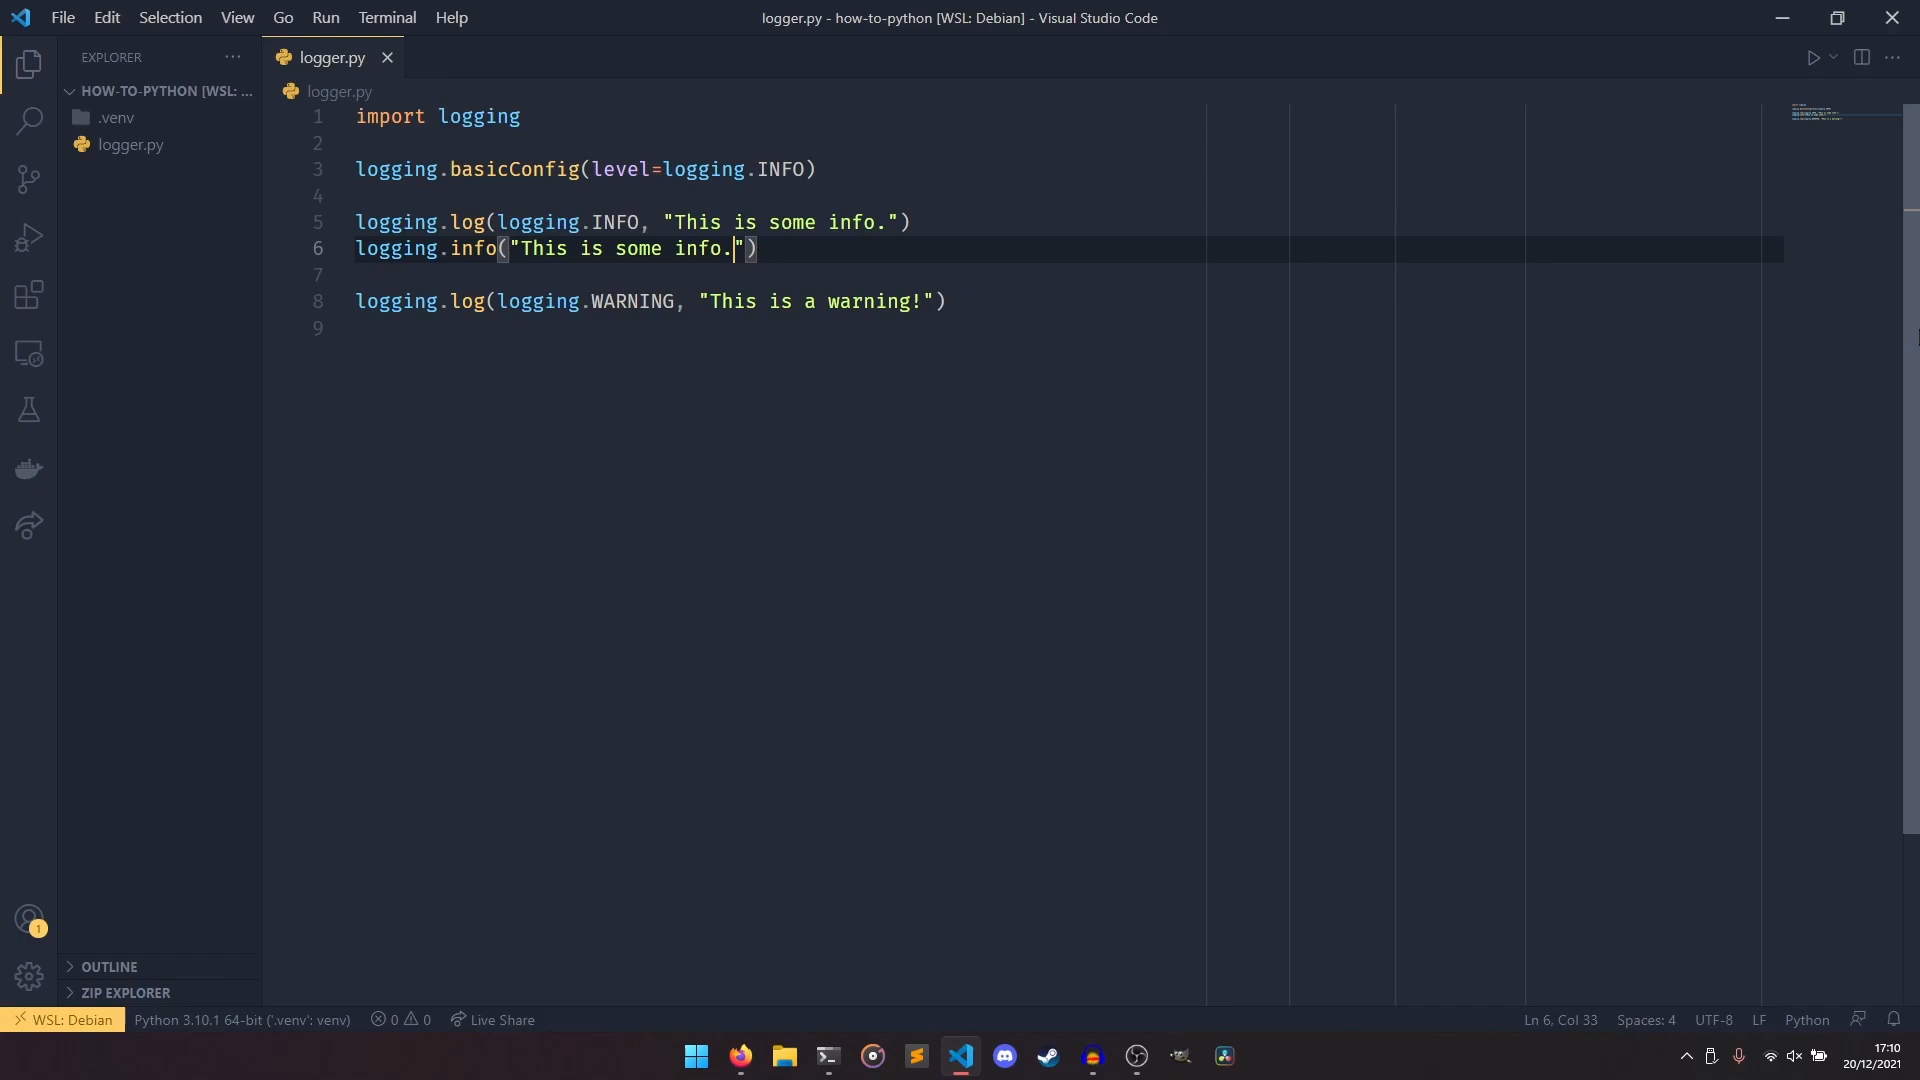 File Edit Selection View Go Run Terminal Help
logger.py - how-to-python [WSL: Debian] - Visual Studio Code
EXPLORER
HOW-TO-PYTHON [WSL: ...
.venv
logger.py
OUTLINE
ZIP EXPLORER
logger.py
logger.py
1 import logging
2
3 logging.basicConfig(level=logging.INFO)
4
5 logging.log(logging.INFO, "This is some info.")
6 logging.info("This is some info.")
7
8 logging.log(logging.WARNING, "This is a warning!")
9
1
WSL: Debian Python 3.10.1 64-bit ('.venv': venv) 0 0 Live Share
Ln 6, Col 33 Spaces: 4 UTF-8 LF Python
17:10
20/12/2021